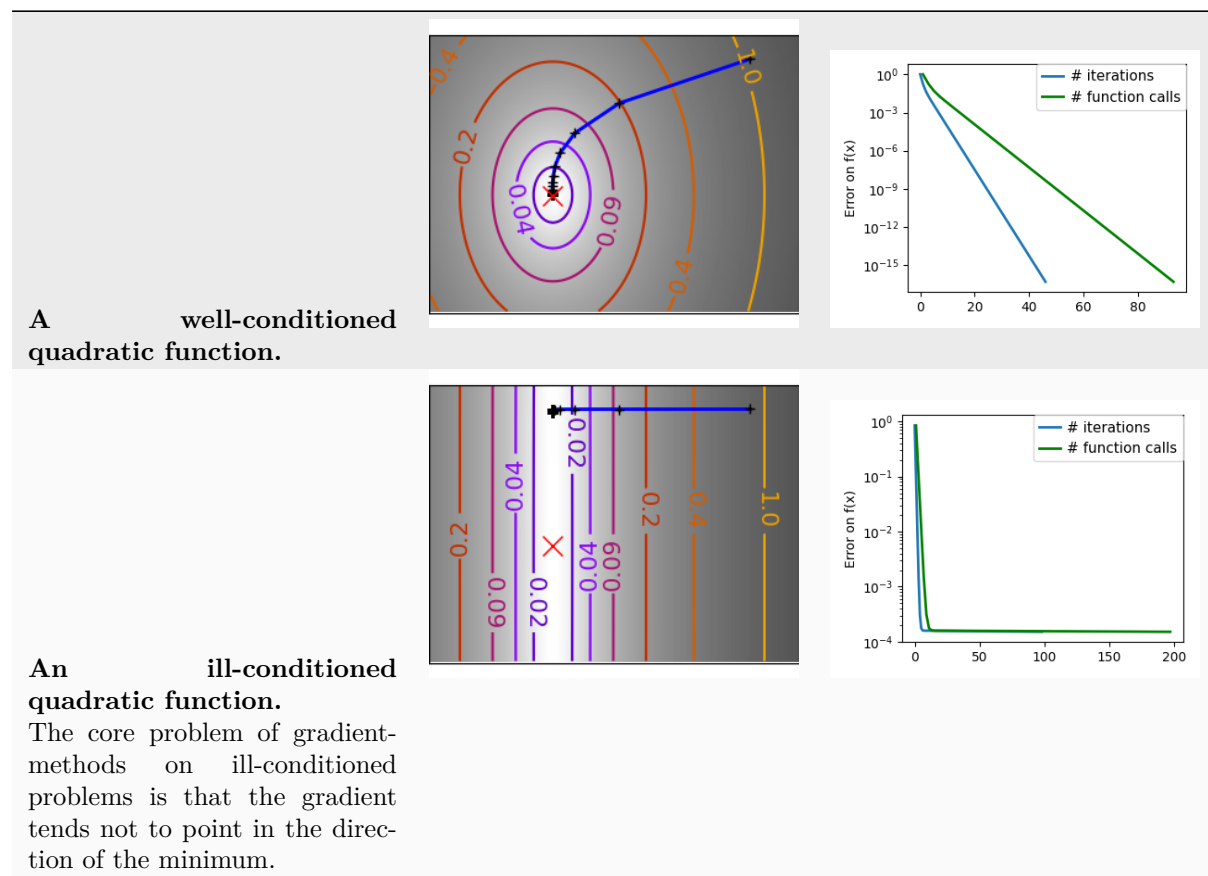 -0.4
1.0
0.2
0.04
0.09
0.4
Error on f(x)
10⁰
10⁻³
10⁻⁶
10⁻⁹
10⁻¹²
10⁻¹⁵
# iterations
# function calls
0 20 40 60 80
A well-conditioned
quadratic function.
0.2
0.09
0.04
0.02
0.02
0.04
0.09
0.2
0.4
1.0
Error on f(x)
10⁰
10⁻¹
10⁻²
10⁻³
10⁻⁴
# iterations
# function calls
0 50 100 150 200
An ill-conditioned
quadratic function.
The core problem of gradient-
methods on ill-conditioned
problems is that the gradient
tends not to point in the direc-
tion of the minimum.